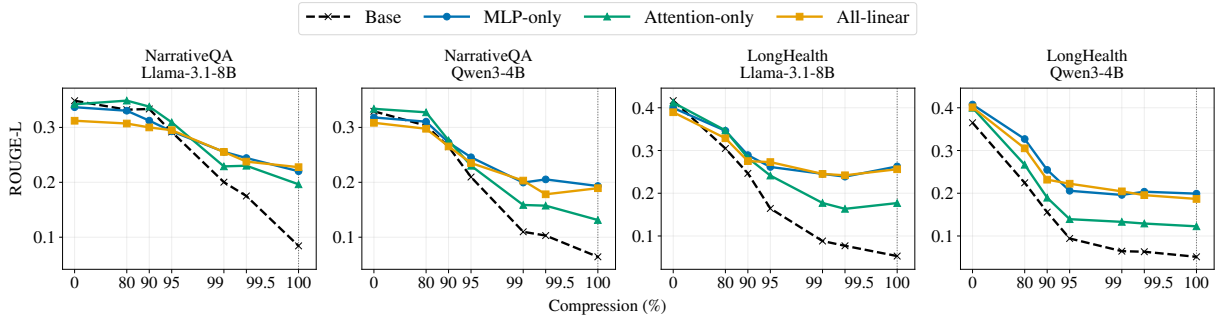 Base MLP-only Attention-only All-linear
NarrativeQA
Llama-3.1-8B
NarrativeQA
Qwen3-4B
LongHealth
Llama-3.1-8B
LongHealth
Qwen3-4B
ROUGE-L
0.3
0.2
0.1
0 80 90 95 99 99.5 100
0.3
0.2
0.1
0 80 90 95 99 99.5 100
0.4
0.3
0.2
0.1
0 80 90 95 99 99.5 100
0.4
0.3
0.2
0.1
0 80 90 95 99 99.5 100
Compression (%)